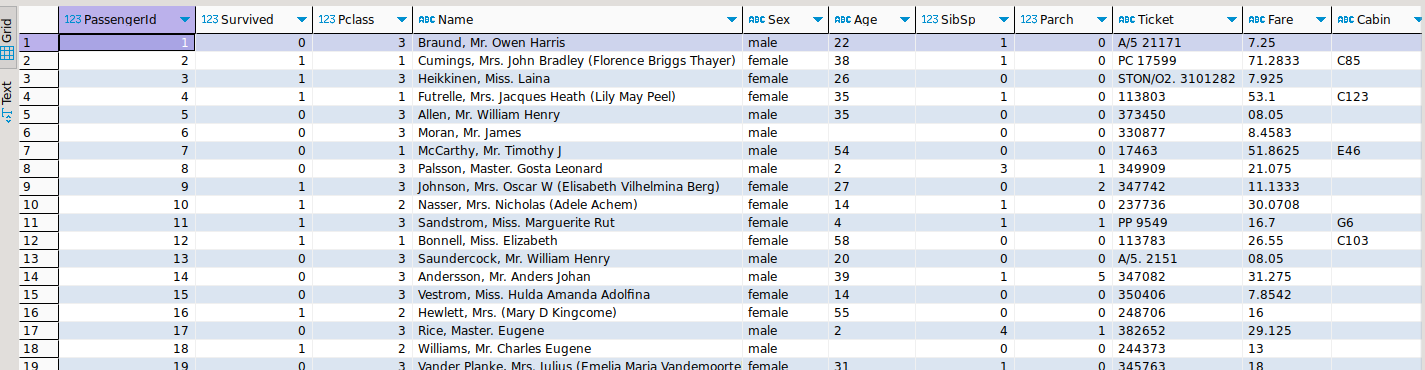 Grid
Text
123 PassengerId 123 Survived 123 Pclass ABC Name ABC Sex ABC Age 123 SibSp 123 Parch ABC Ticket ABC Fare ABC Cabin
1 1 0 3 Braund, Mr. Owen Harris male 22 1 0 A/5 21171 7.25
2 2 1 1 Cumings, Mrs. John Bradley (Florence Briggs Thayer) female 38 1 0 PC 17599 71.2833 C85
3 3 1 3 Heikkinen, Miss. Laina female 26 0 0 STON/O2. 3101282 7.925
4 4 1 1 Futrelle, Mrs. Jacques Heath (Lily May Peel) female 35 1 0 113803 53.1 C123
5 5 0 3 Allen, Mr. William Henry male 35 0 0 373450 08.05
6 6 0 3 Moran, Mr. James male 0 0 330877 8.4583
7 7 0 1 McCarthy, Mr. Timothy J male 54 0 0 17463 51.8625 E46
8 8 0 3 Palsson, Master. Gosta Leonard male 2 3 1 349909 21.075
9 9 1 3 Johnson, Mrs. Oscar W (Elisabeth Vilhelmina Berg) female 27 0 2 347742 11.1333
10 10 1 2 Nasser, Mrs. Nicholas (Adele Achem) female 14 1 0 237736 30.0708
11 11 1 3 Sandstrom, Miss. Marguerite Rut female 4 1 1 PP 9549 16.7 G6
12 12 1 1 Bonnell, Miss. Elizabeth female 58 0 0 113783 26.55 C103
13 13 0 3 Saundercock, Mr. William Henry male 20 0 0 A/5. 2151 08.05
14 14 0 3 Andersson, Mr. Anders Johan male 39 1 5 347082 31.275
15 15 0 3 Vestrom, Miss. Hulda Amanda Adolfina female 14 0 0 350406 7.8542
16 16 1 2 Hewlett, Mrs. (Mary D Kingcome) female 55 0 0 248706 16
17 17 0 3 Rice, Master. Eugene male 2 4 1 382652 29.125
18 18 1 2 Williams, Mr. Charles Eugene male 0 0 244373 13
19 19 0 3 Vander Planke, Mrs. Julius (Emelia Maria Vandemoorte female 31 1 0 345763 18